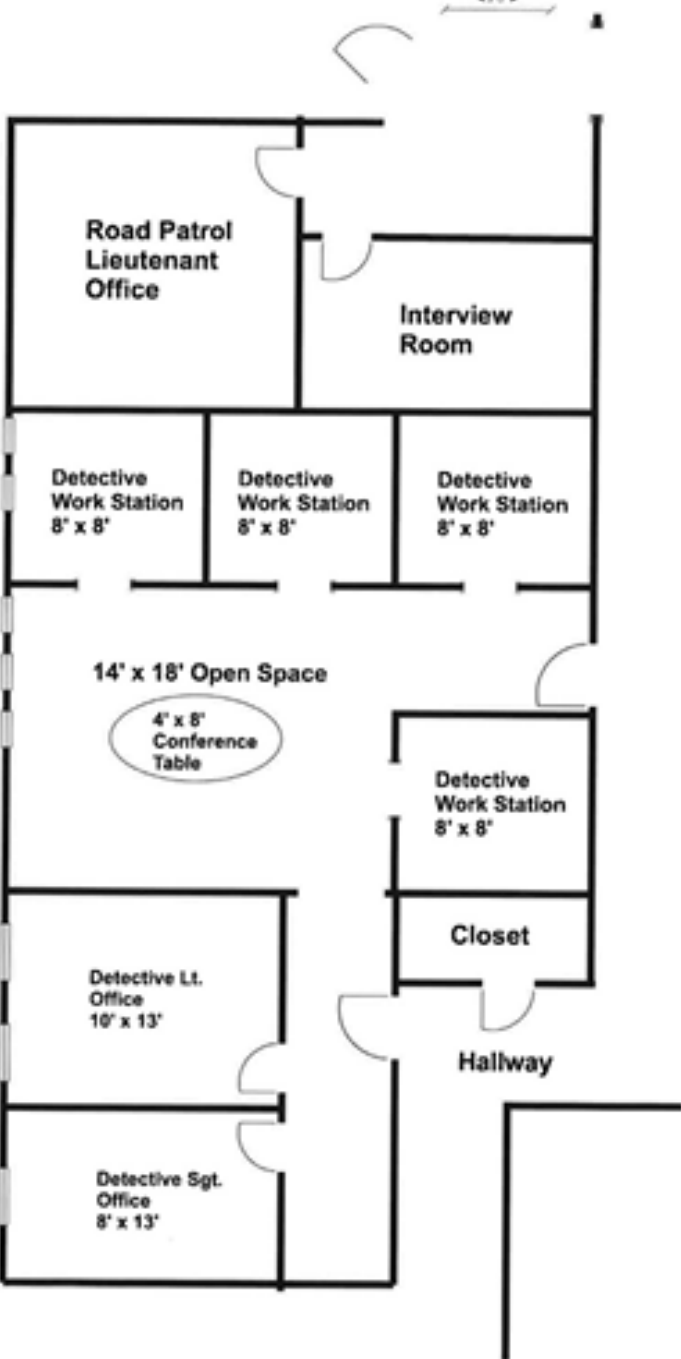 Road Patrol
Lieutenant
Office
Interview
Room
Detective
Work Station
8' x 8'
Detective
Work Station
8' x 8'
Detective
Work Station
8' x 8'
14' x 18' Open Space
4' x 8'
Conference
Table
Detective
Work Station
8' x 8'
Closet
Detective Lt.
Office
10' x 13'
Hallway
Detective Sgt.
Office
8' x 13'